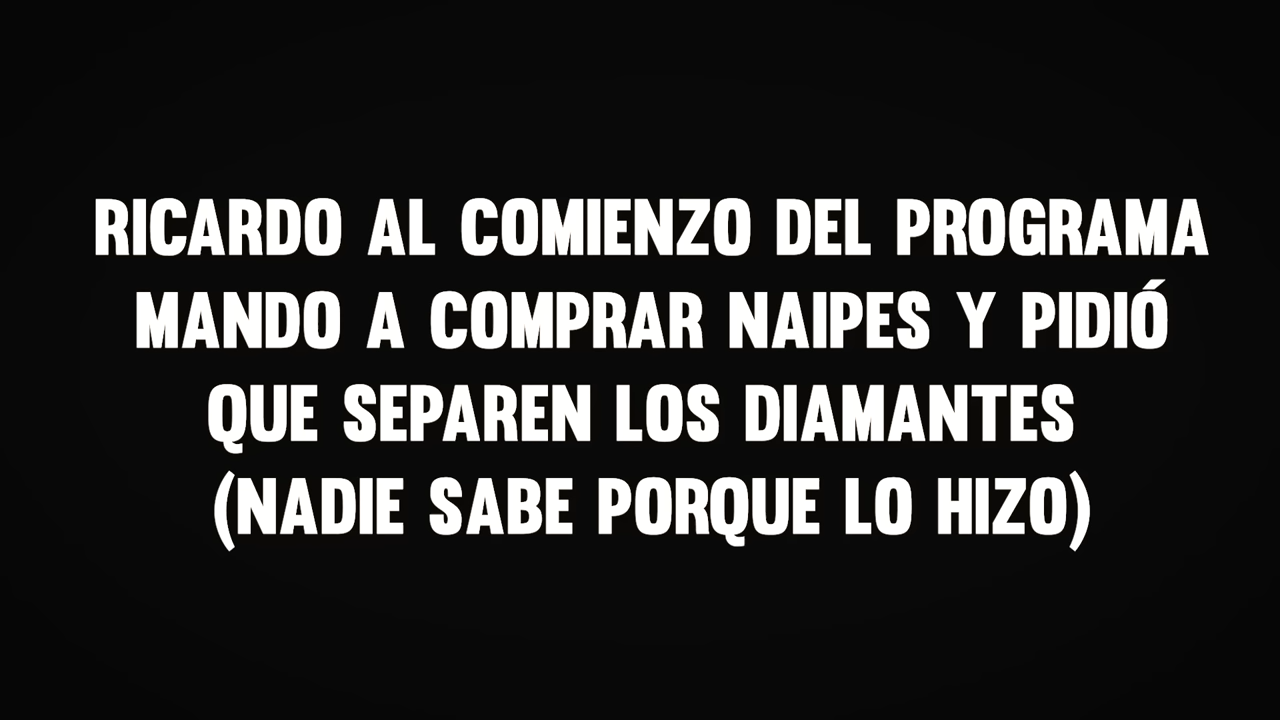 RICARDO AL COMIENZO DEL PROGRAMA
MANDO A COMPRAR NAIPES Y PIDIÓ
QUE SEPAREN LOS DIAMANTES
(NADIE SABE PORQUE LO HIZO)